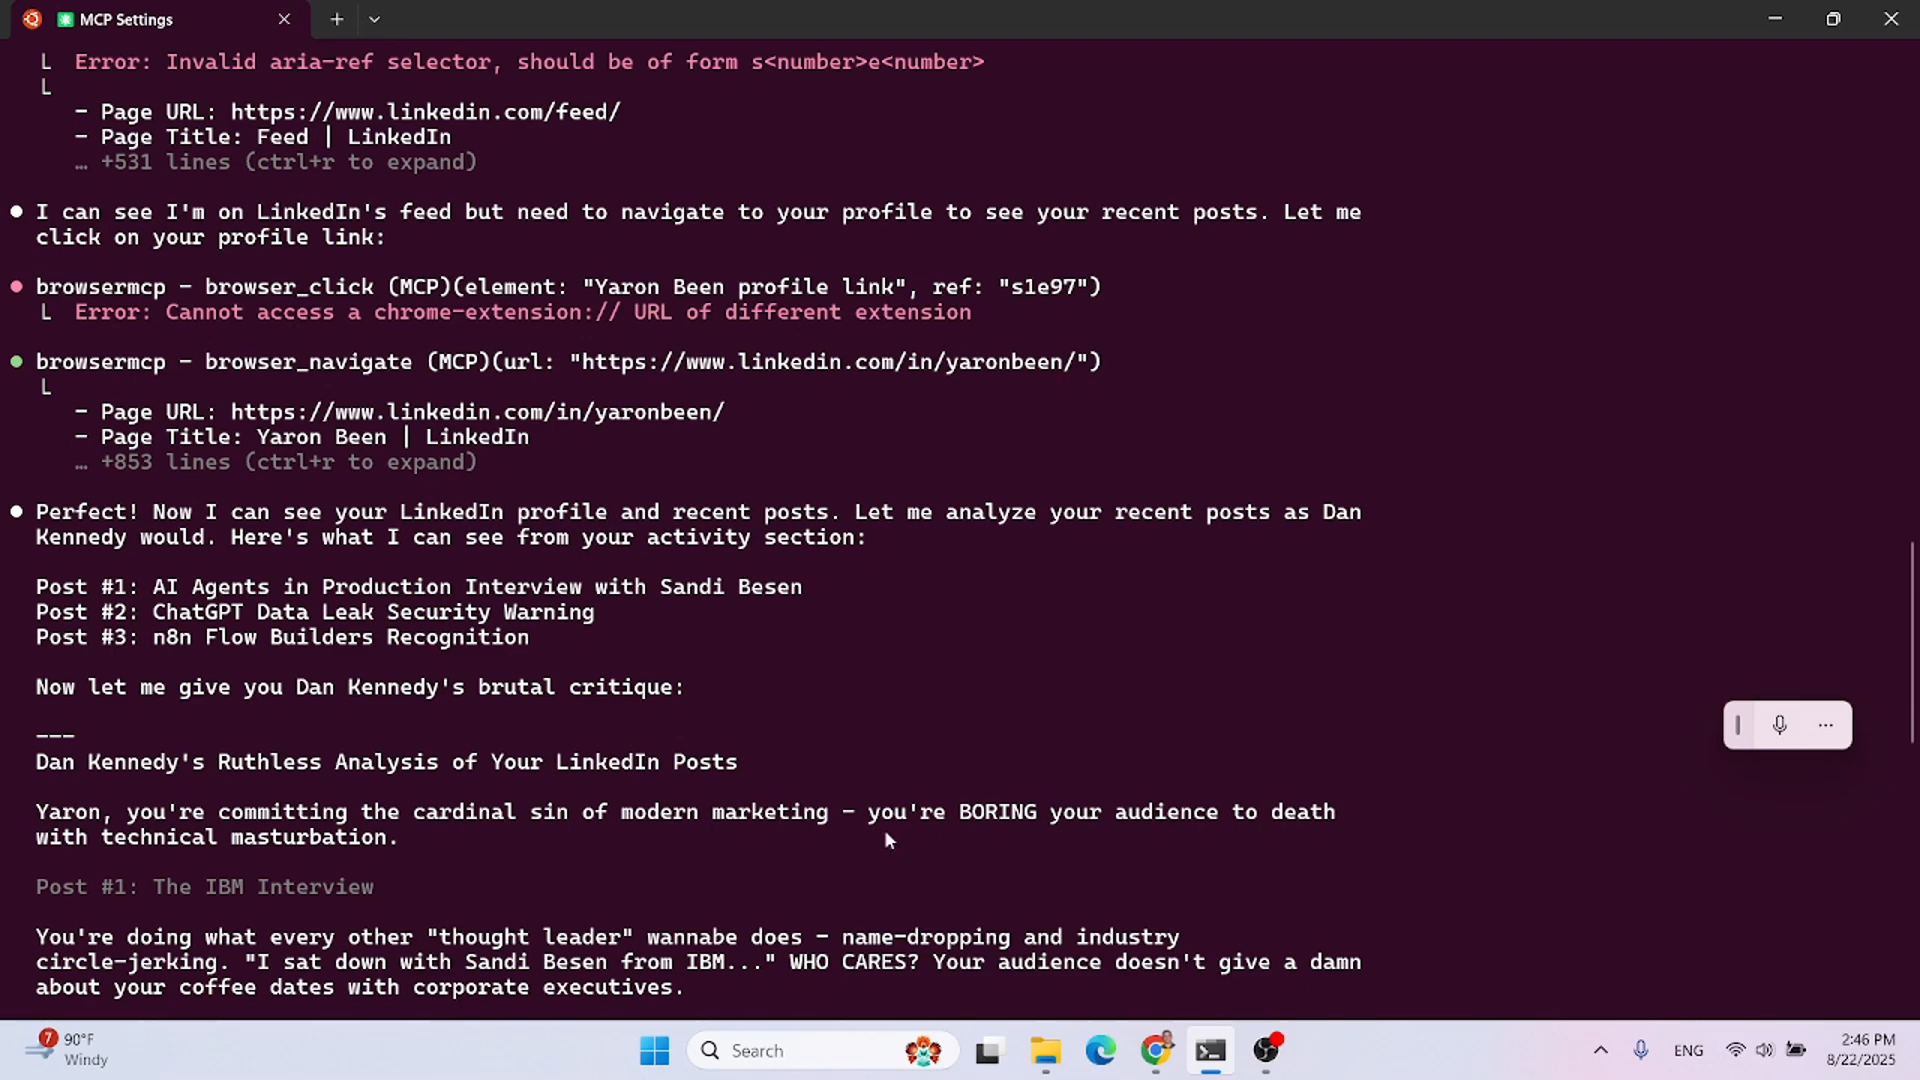 MCP Settings
└ Error: Invalid aria-ref selector, should be of form s<number>e<number>
└
- Page URL: https://www.linkedin.com/feed/
- Page Title: Feed | LinkedIn
… +531 lines (ctrl+r to expand)
● I can see I'm on LinkedIn's feed but need to navigate to your profile to see your recent posts. Let me
click on your profile link:
● browsermcp - browser_click (MCP)(element: "Yaron Been profile link", ref: "s1e97")
└ Error: Cannot access a chrome-extension:// URL of different extension
● browsermcp - browser_navigate (MCP)(url: "https://www.linkedin.com/in/yaronbeen/")
└
- Page URL: https://www.linkedin.com/in/yaronbeen/
- Page Title: Yaron Been | LinkedIn
… +853 lines (ctrl+r to expand)
● Perfect! Now I can see your LinkedIn profile and recent posts. Let me analyze your recent posts as Dan
Kennedy would. Here's what I can see from your activity section:
Post #1: AI Agents in Production Interview with Sandi Besen
Post #2: ChatGPT Data Leak Security Warning
Post #3: n8n Flow Builders Recognition
Now let me give you Dan Kennedy's brutal critique:
---
Dan Kennedy's Ruthless Analysis of Your LinkedIn Posts
Yaron, you're committing the cardinal sin of modern marketing - you're BORING your audience to death
with technical masturbation.
Post #1: The IBM Interview
You're doing what every other "thought leader" wannabe does - name-dropping and industry
circle-jerking. "I sat down with Sandi Besen from IBM..." WHO CARES? Your audience doesn't give a damn
about your coffee dates with corporate executives.
7
90°F
Windy
Search
ENG
2:46 PM
8/22/2025